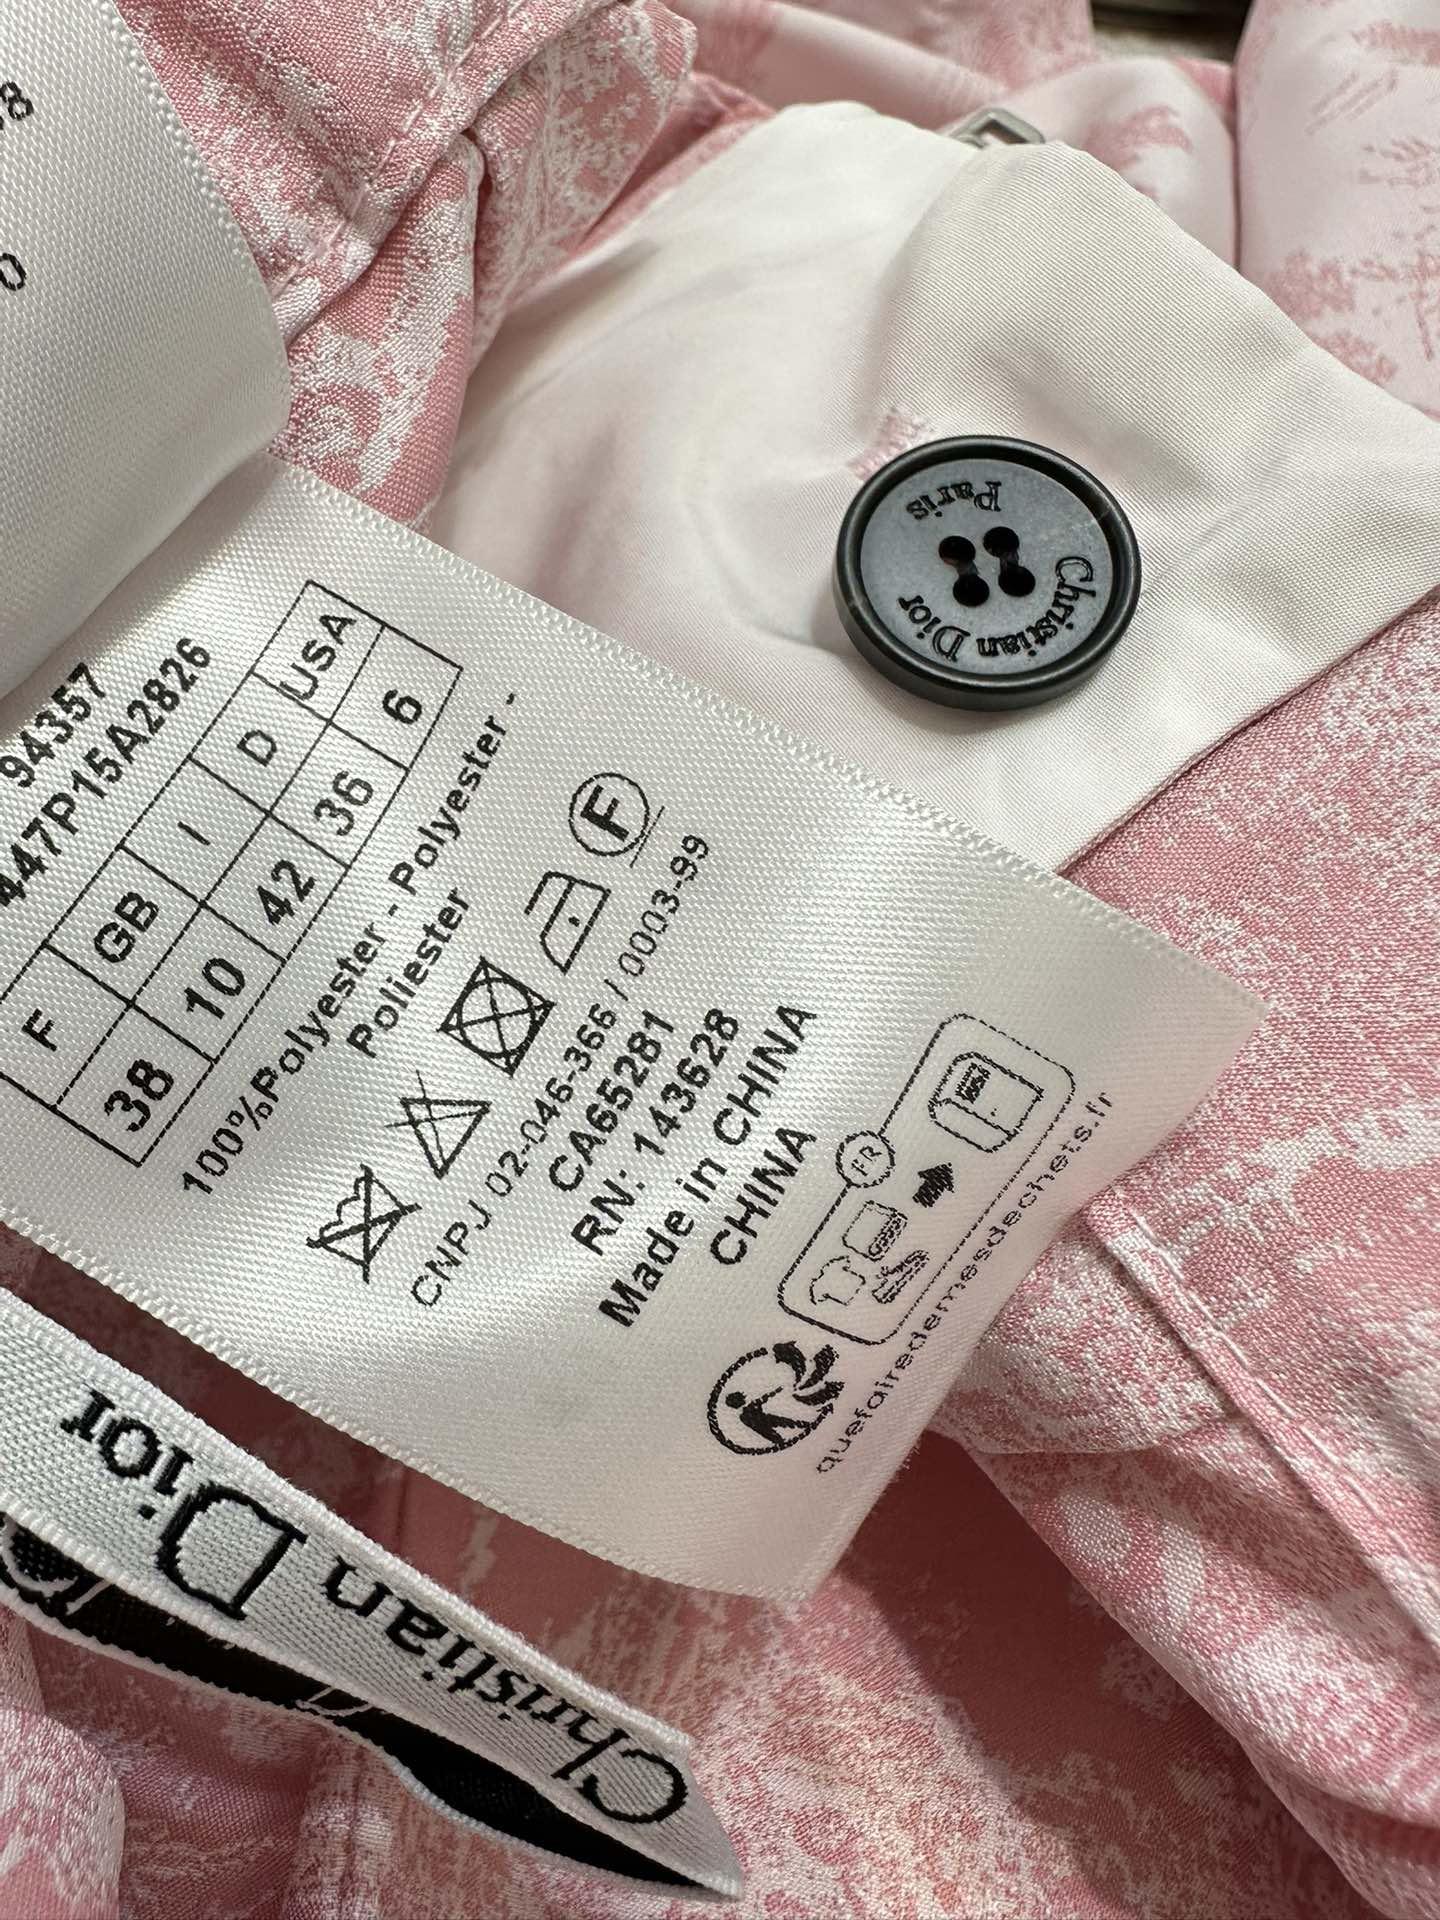 94357
447P15A2826
F GB I D USA
38 10 42 36 6
100%Polyester - Polyester -
Poliester
F
CNPJ 02-046-366 / 0003-99
CA65281
RN: 143628
Made in CHINA
CHINA
FR
quefairedemesdechets.fr
Christian Dior
Paris
Christian Dior